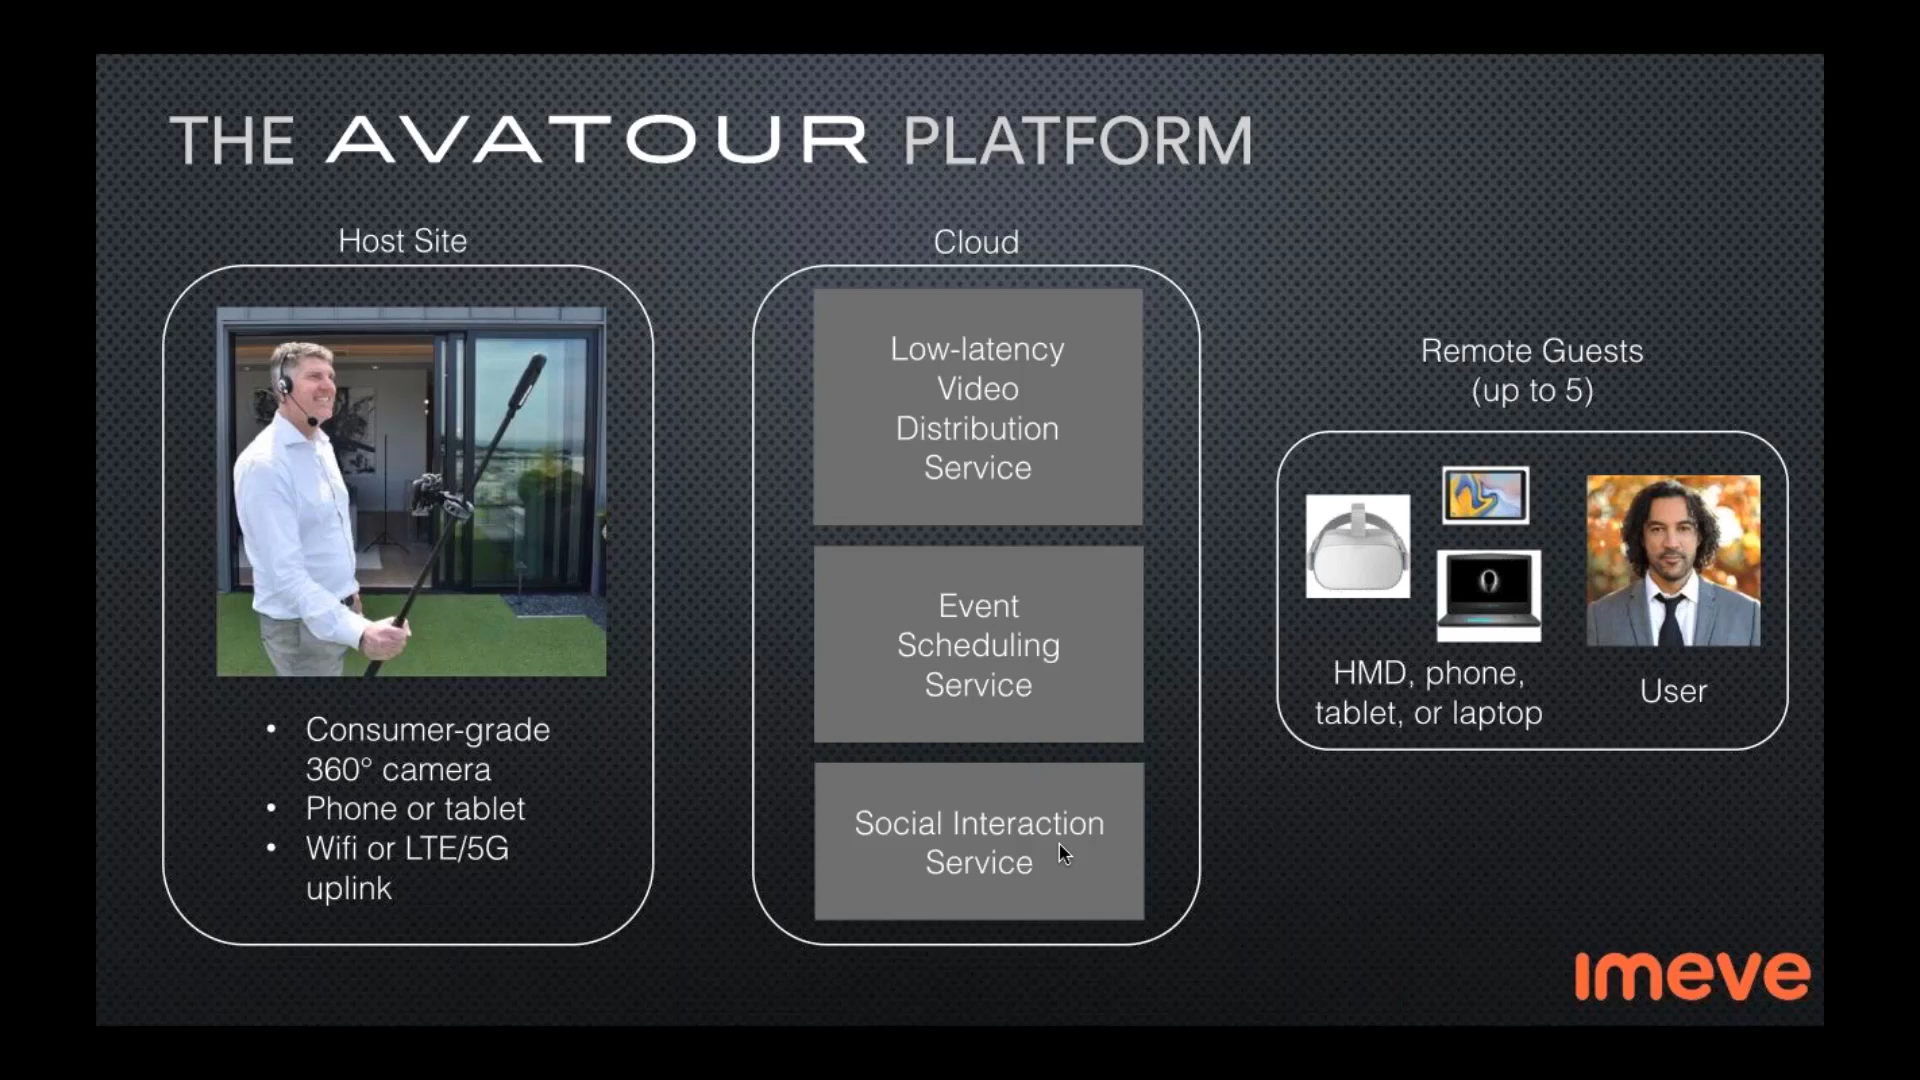 THE AVATOUR PLATFORM
Host Site
• Consumer-grade
360° camera
• Phone or tablet
• Wifi or LTE/5G
uplink
Cloud
Low-latency
Video
Distribution
Service
Event
Scheduling
Service
Social Interaction
Service
Remote Guests
(up to 5)
HMD, phone,
tablet, or laptop
User
imeve